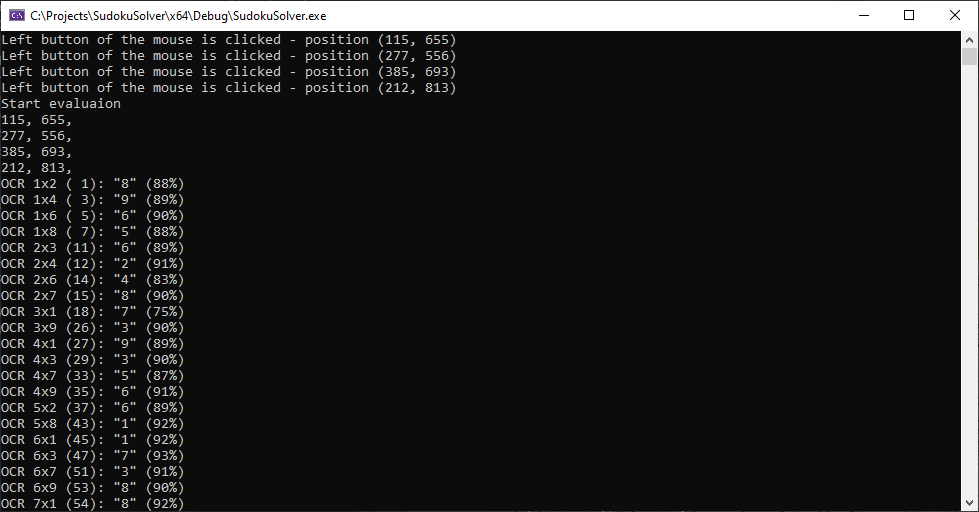 C:\Projects\SudokuSolver\x64\Debug\SudokuSolver.exe
Left button of the mouse is clicked - position (115, 655)
Left button of the mouse is clicked - position (277, 556)
Left button of the mouse is clicked - position (385, 693)
Left button of the mouse is clicked - position (212, 813)
Start evaluaion
115, 655,
277, 556,
385, 693,
212, 813,
OCR 1x2 ( 1): "8" (88%)
OCR 1x4 ( 3): "9" (89%)
OCR 1x6 ( 5): "6" (90%)
OCR 1x8 ( 7): "5" (88%)
OCR 2x3 (11): "6" (89%)
OCR 2x4 (12): "2" (91%)
OCR 2x6 (14): "4" (83%)
OCR 2x7 (15): "8" (90%)
OCR 3x1 (18): "7" (75%)
OCR 3x9 (26): "3" (90%)
OCR 4x1 (27): "9" (89%)
OCR 4x3 (29): "3" (90%)
OCR 4x7 (33): "5" (87%)
OCR 4x9 (35): "6" (91%)
OCR 5x2 (37): "6" (89%)
OCR 5x8 (43): "1" (92%)
OCR 6x1 (45): "1" (92%)
OCR 6x3 (47): "7" (93%)
OCR 6x7 (51): "3" (91%)
OCR 6x9 (53): "8" (90%)
OCR 7x1 (54): "8" (92%)